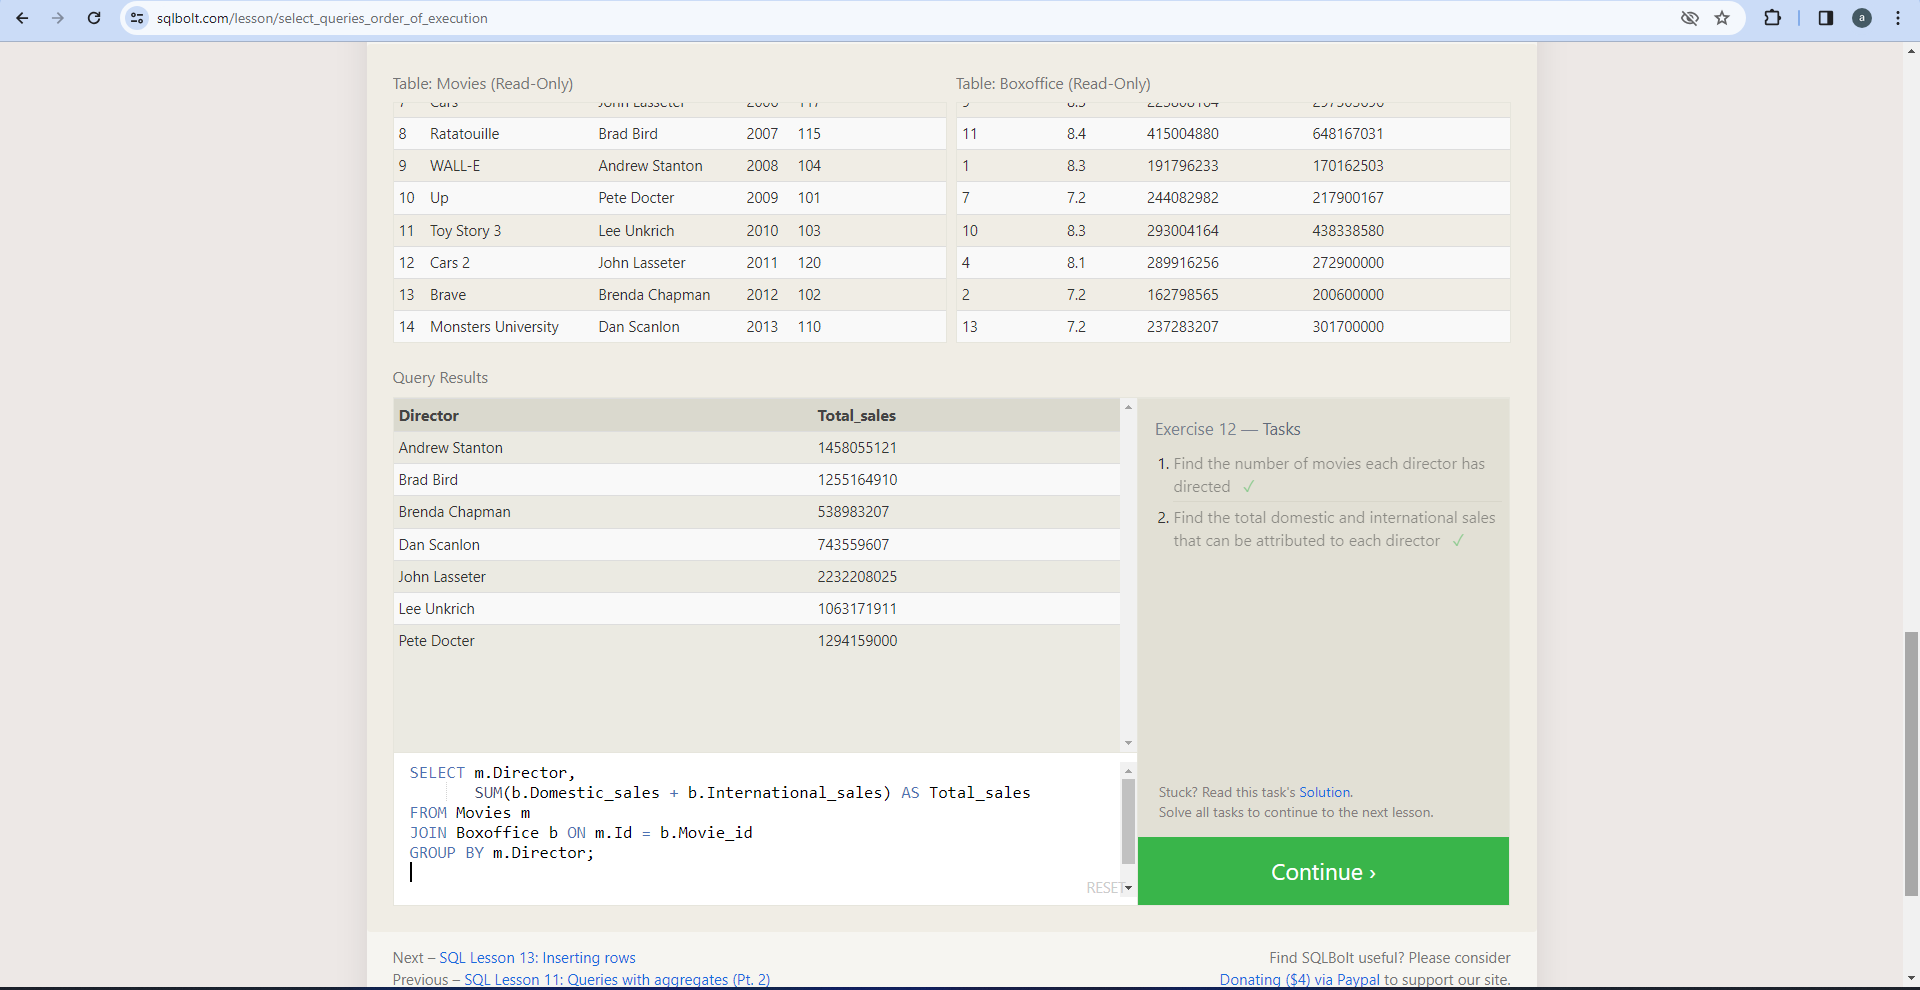 sqlbolt.com/lesson/select_queries_order_of_execution
a
Table: Movies (Read-Only)
Table: Boxoffice (Read-Only)
7 Cars John Lasseter 2006 117
8 Ratatouille Brad Bird 2007 115
9 WALL-E Andrew Stanton 2008 104
10 Up Pete Docter 2009 101
11 Toy Story 3 Lee Unkrich 2010 103
12 Cars 2 John Lasseter 2011 120
13 Brave Brenda Chapman 2012 102
14 Monsters University Dan Scanlon 2013 110
11 8.4 415004880 648167031
1 8.3 191796233 170162503
7 7.2 244082982 217900167
10 8.3 293004164 438338580
4 8.1 289916256 272900000
2 7.2 162798565 200600000
13 7.2 237283207 301700000
Query Results
Director Total_sales
Andrew Stanton 1458055121
Brad Bird 1255164910
Brenda Chapman 538983207
Dan Scanlon 743559607
John Lasseter 2232208025
Lee Unkrich 1063171911
Pete Docter 1294159000
Exercise 12 — Tasks
1. Find the number of movies each director has
directed ✓
2. Find the total domestic and international sales
that can be attributed to each director ✓
Stuck? Read this task's Solution.
Solve all tasks to continue to the next lesson.
Continue ›
SELECT m.Director,
SUM(b.Domestic_sales + b.International_sales) AS Total_sales
FROM Movies m
JOIN Boxoffice b ON m.Id = b.Movie_id
GROUP BY m.Director;
RESET
Next – SQL Lesson 13: Inserting rows
Previous – SQL Lesson 11: Queries with aggregates (Pt. 2)
Find SQLBolt useful? Please consider
Donating ($4) via Paypal to support our site.